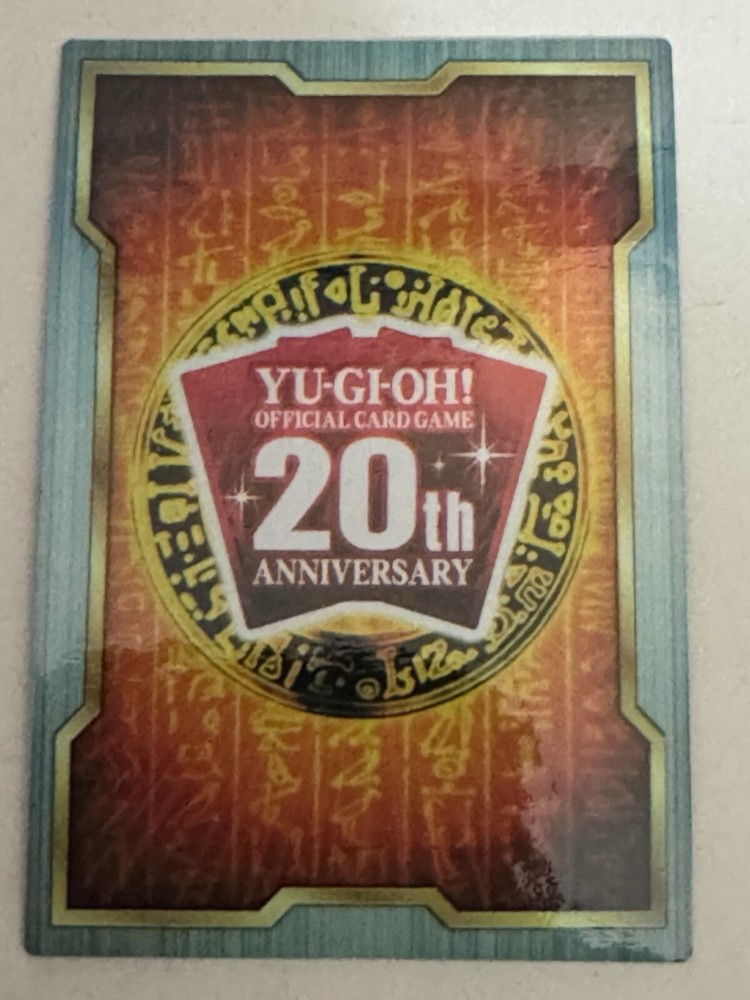 YU-GI-OH!
OFFICIAL CARD GAME
20th
ANNIVERSARY